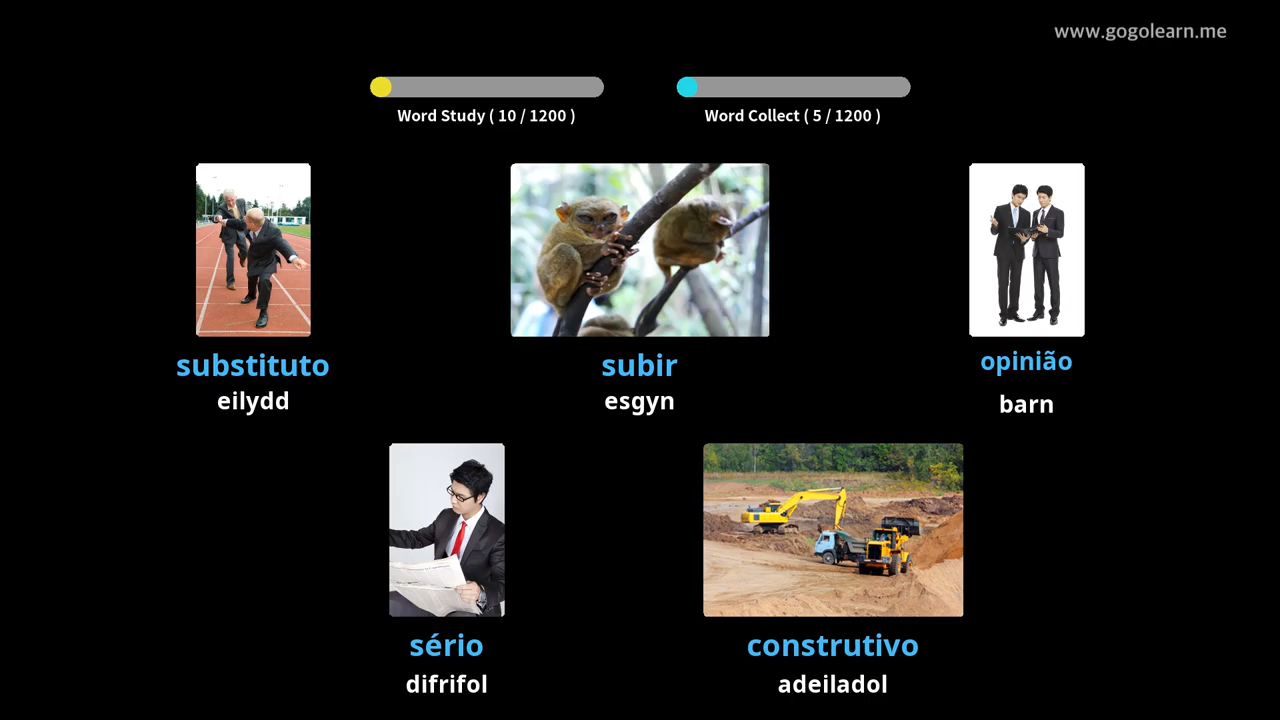 www.gogolearn.me
Word Study ( 10 / 1200 )
Word Collect ( 5 / 1200 )
substituto
eilydd
subir
esgyn
opinião
barn
sério
difrifol
construtivo
adeiladol